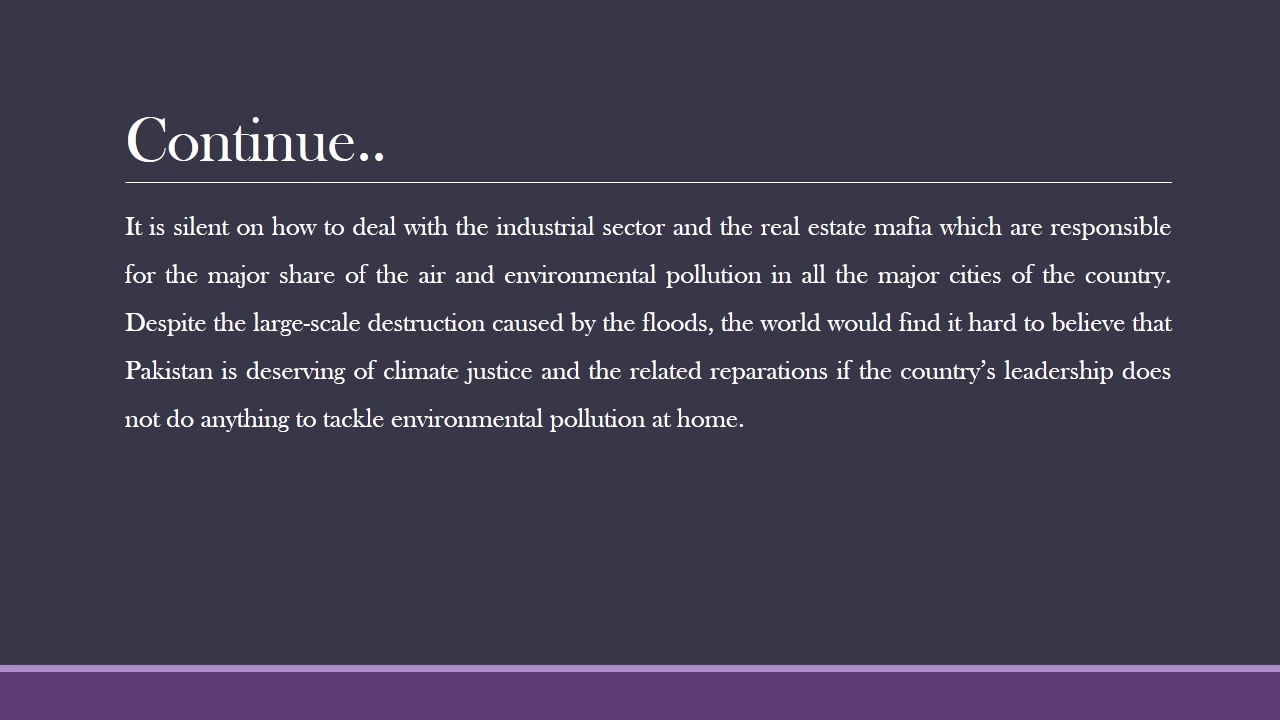 Continue..
It is silent on how to deal with the industrial sector and the real estate mafia which are responsible
for the major share of the air and environmental pollution in all the major cities of the country.
Despite the large-scale destruction caused by the floods, the world would find it hard to believe that
Pakistan is deserving of climate justice and the related reparations if the country’s leadership does
not do anything to tackle environmental pollution at home.